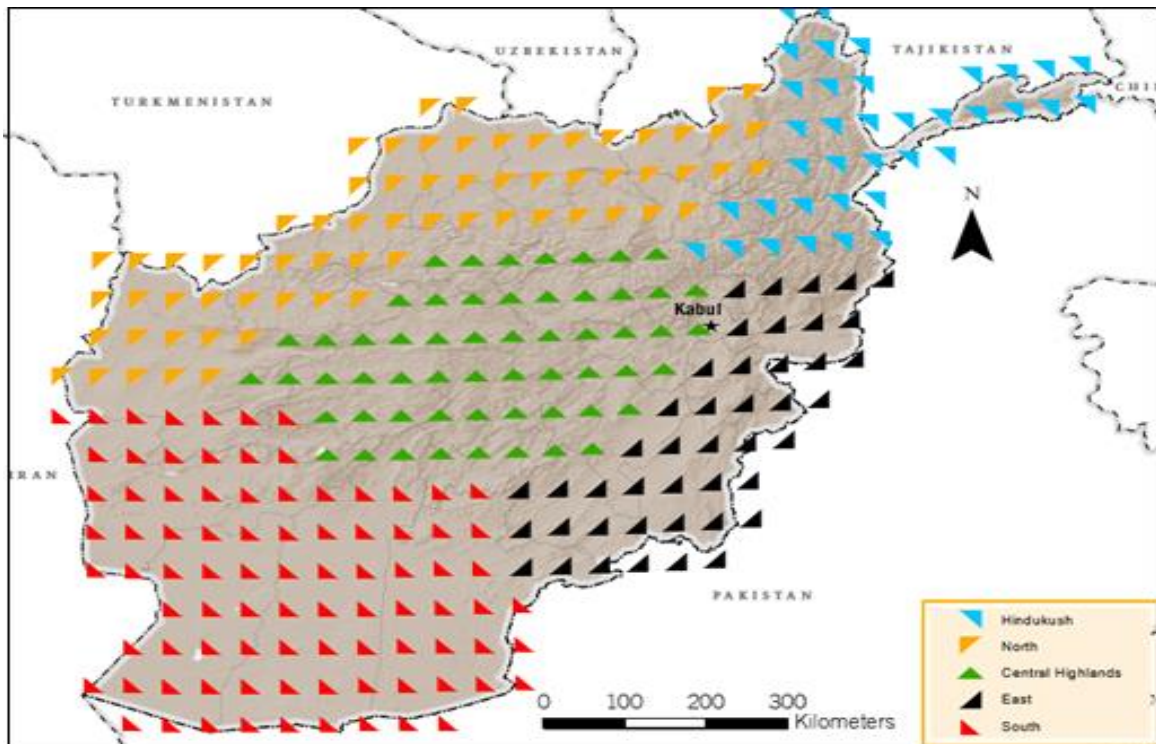 UZBEKISTAN
TAJIKISTAN
TURKMENISTAN
CHI
N
Kabul
IRAN
PAKISTAN
Hindukush
North
Central Highlands
East
South
0 100 200 300
Kilometers